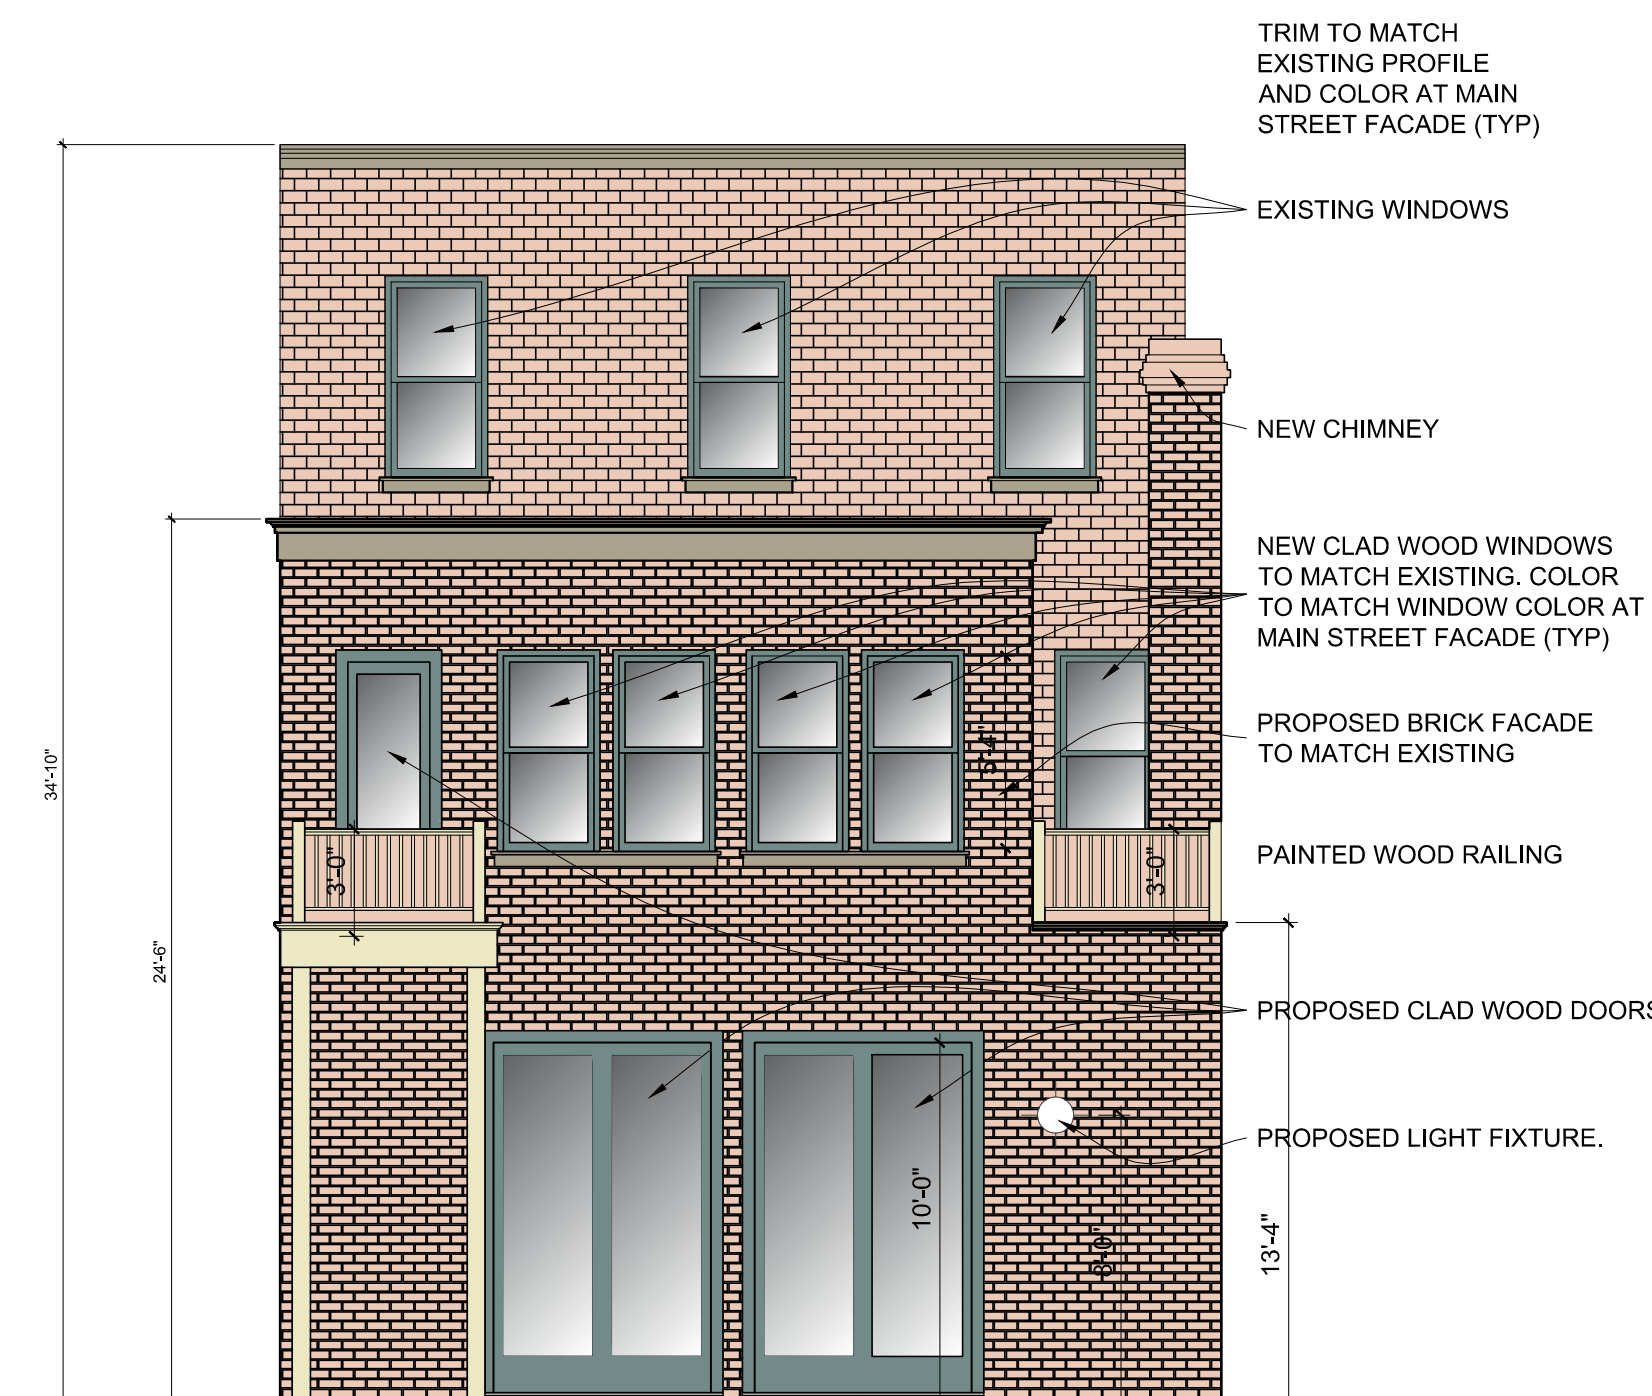 TRIM TO MATCH
EXISTING PROFILE
AND COLOR AT MAIN
STREET FACADE (TYP)
EXISTING WINDOWS
NEW CHIMNEY
NEW CLAD WOOD WINDOWS
TO MATCH EXISTING. COLOR
TO MATCH WINDOW COLOR AT
MAIN STREET FACADE (TYP)
PROPOSED BRICK FACADE
TO MATCH EXISTING
34'-10"
5'-4"
PAINTED WOOD RAILING
3'-0"
3'-0"
24'-6"
PROPOSED CLAD WOOD DOORS
PROPOSED LIGHT FIXTURE.
10'-0"
8'-0"
13'-4"